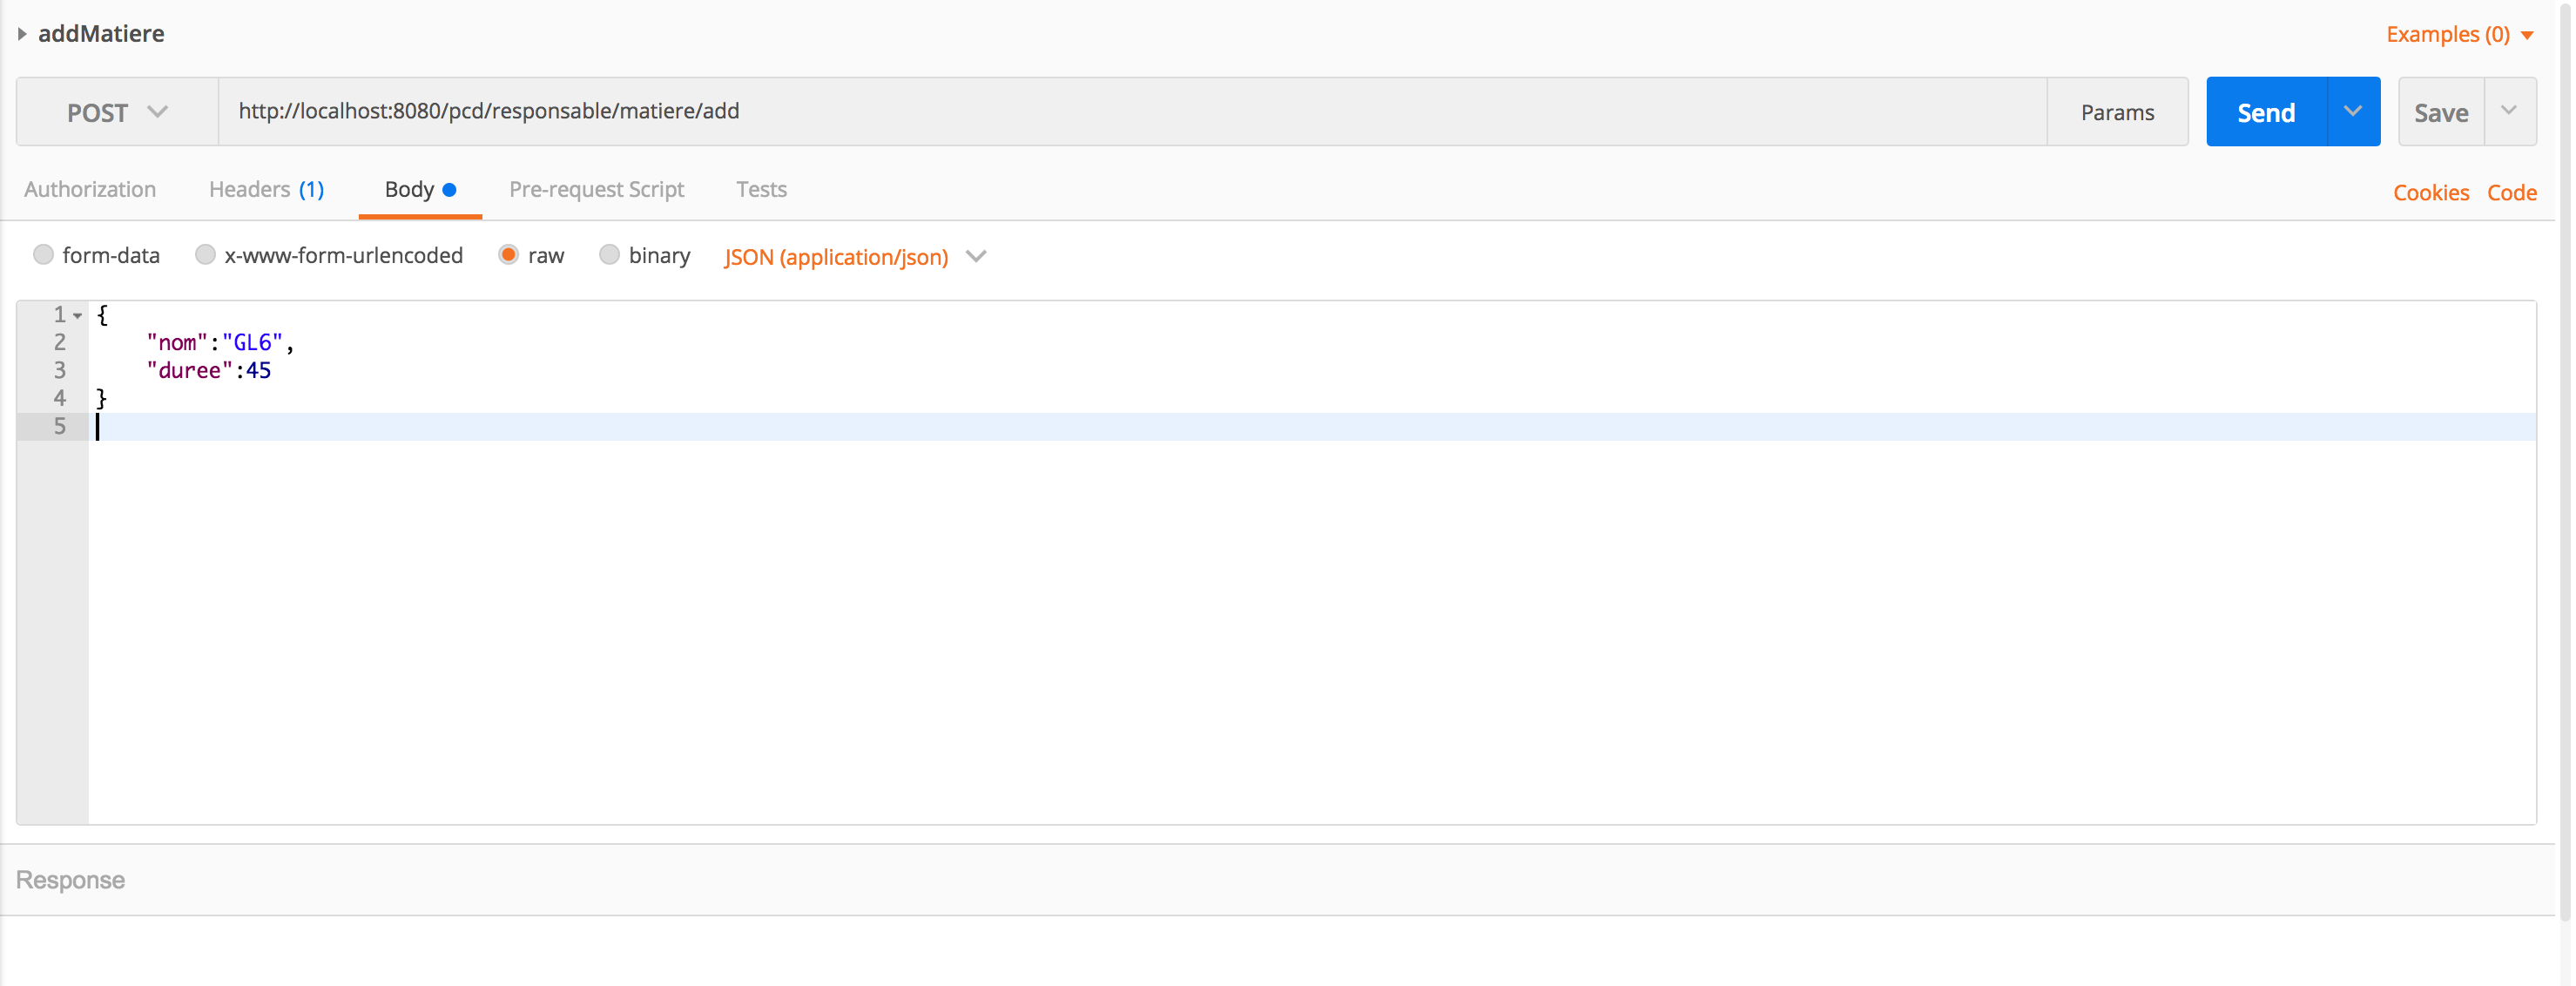 addMatiere
Examples (0)
POST http://localhost:8080/pcd/responsable/matiere/add Params Send Save
Authorization Headers (1) Body Pre-request Script Tests Cookies Code
form-data x-www-form-urlencoded raw binary JSON (application/json)
1 {
2 "nom":"GL6",
3 "duree":45
4 }
5
Response